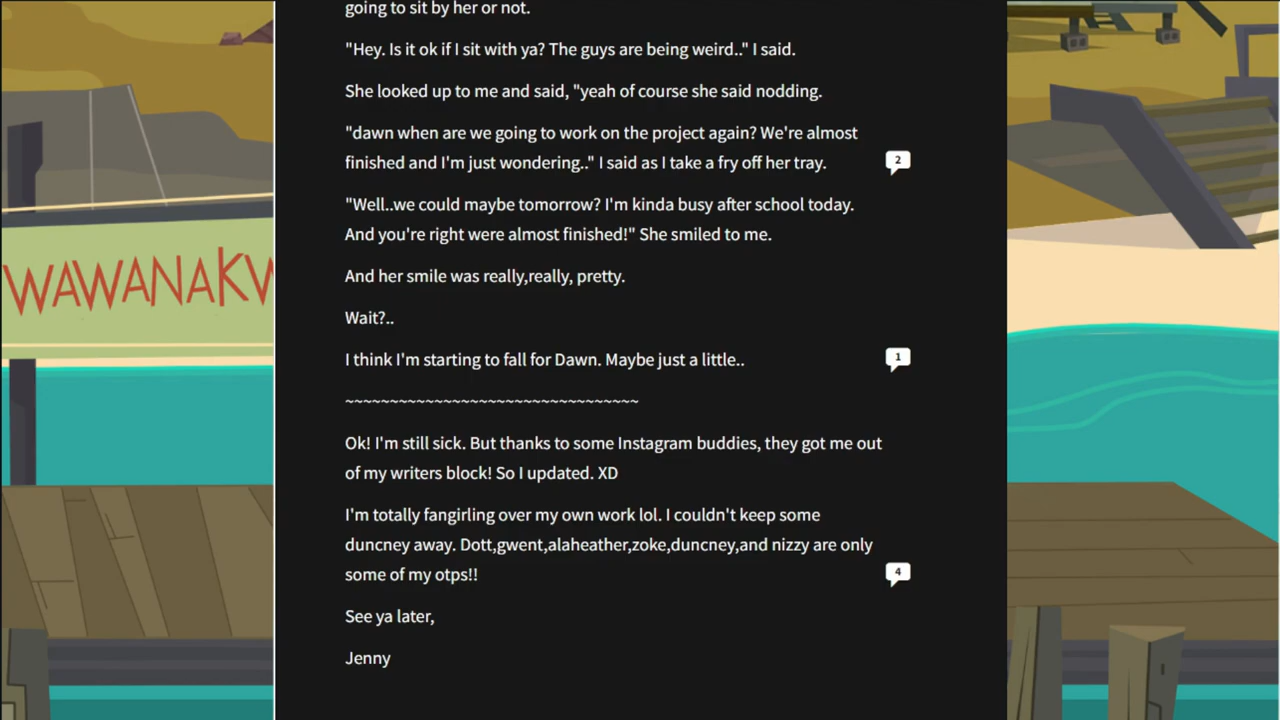 going to sit by her or not.
"Hey. Is it ok if I sit with ya? The guys are being weird.." I said.
She looked up to me and said, "yeah of course she said nodding.
"dawn when are we going to work on the project again? We're almost
finished and I'm just wondering.." I said as I take a fry off her tray.
2
"Well..we could maybe tomorrow? I'm kinda busy after school today.
And you're right were almost finished!" She smiled to me.
WAWANAKW
And her smile was really,really, pretty.
Wait?..
I think I'm starting to fall for Dawn. Maybe just a little..
1
~~~~~~~~~~~~~~~~~~~~~~~~~~~~~~~~~
Ok! I'm still sick. But thanks to some Instagram buddies, they got me out
of my writers block! So I updated. XD
I'm totally fangirling over my own work lol. I couldn't keep some
duncney away. Dott,gwent,alaheather,zoke,duncney,and nizzy are only
some of my otps!!
4
See ya later,
Jenny